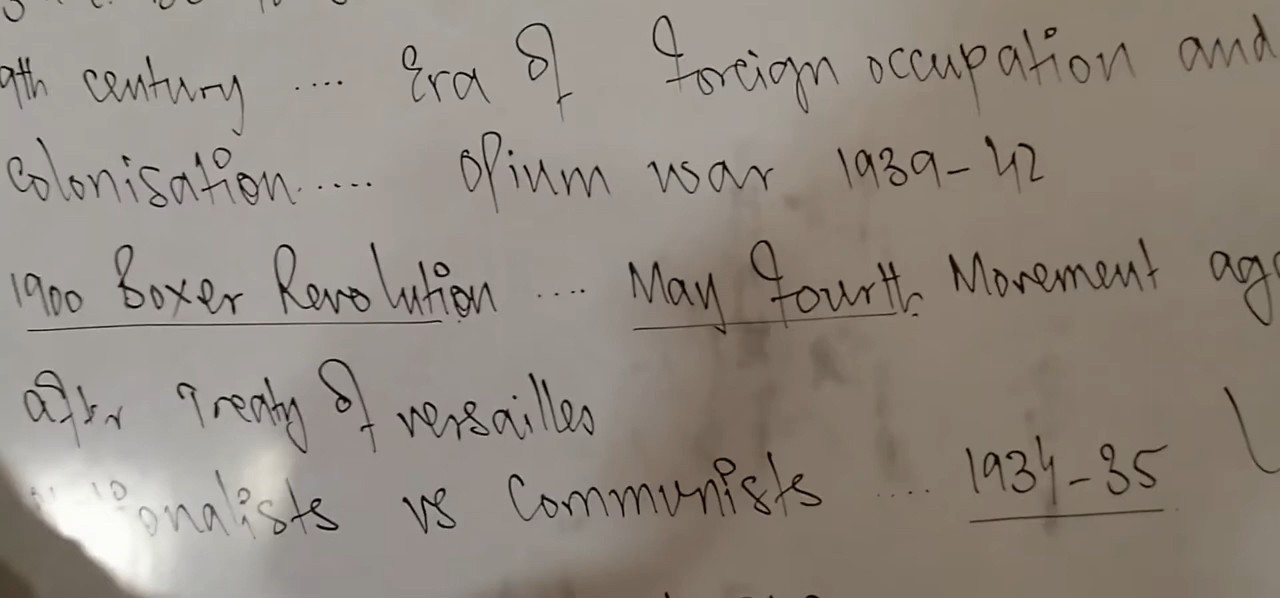 9th century .... Era of foreign occupation and
Colonisation..... Opium war 1939-42
1900 Boxer Revolution .... May Fourth Movement
after Treaty of versailles
vs Communists .... 1934-35